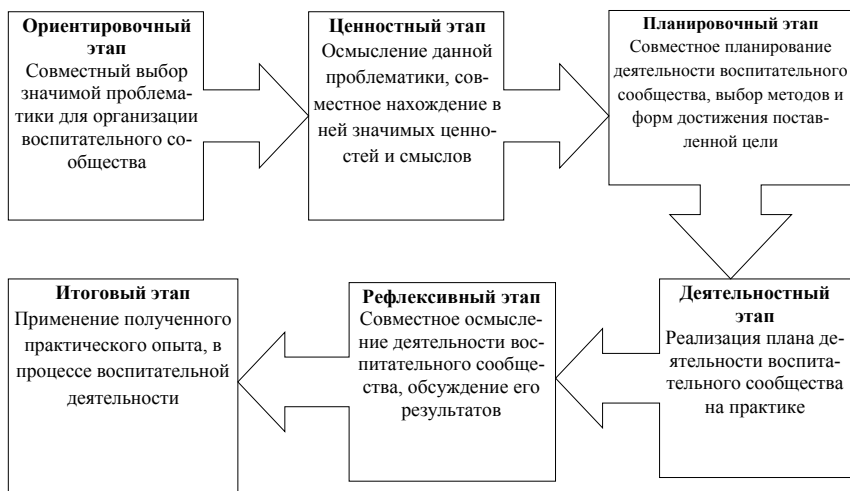 Ориентировочный
этап
Совместный выбор
значимой проблема-
тики для организации
воспитательного со-
общества
Ценностный этап
Осмысление данной
проблематики, сов-
местное нахождение в
ней значимых ценно-
стей и смыслов
Планировочный этап
Совместное планирование
деятельности воспитательного
сообщества, выбор методов и
форм достижения постав-
ленной цели
Деятельностный
этап
Реализация плана де-
ятельности воспита-
тельного сообщества
на практике
Рефлексивный этап
Совместное осмысле-
ние деятельности вос-
питательного сообще-
ства, обсуждение его
результатов
Итоговый этап
Применение полученного
практического опыта, в
процессе воспитательной
деятельности